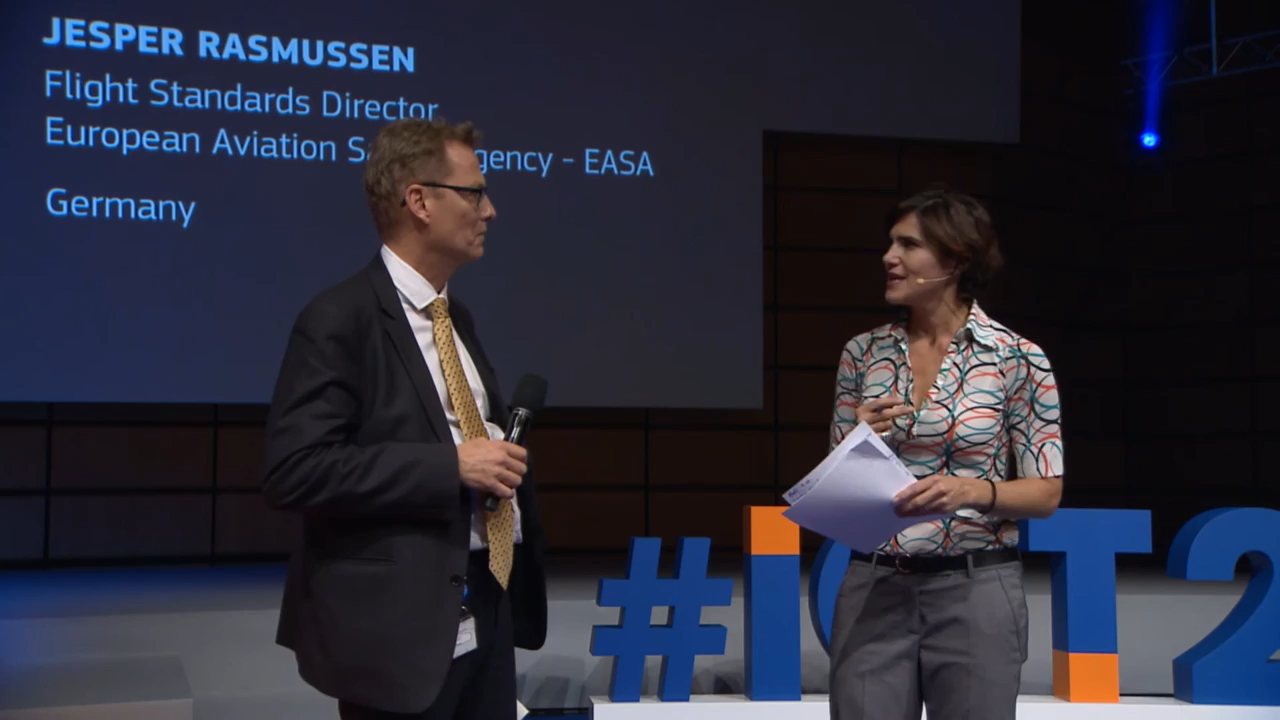 JESPER RASMUSSEN
Flight Standards Director
European Aviation gency - EASA
Germany
#I T2